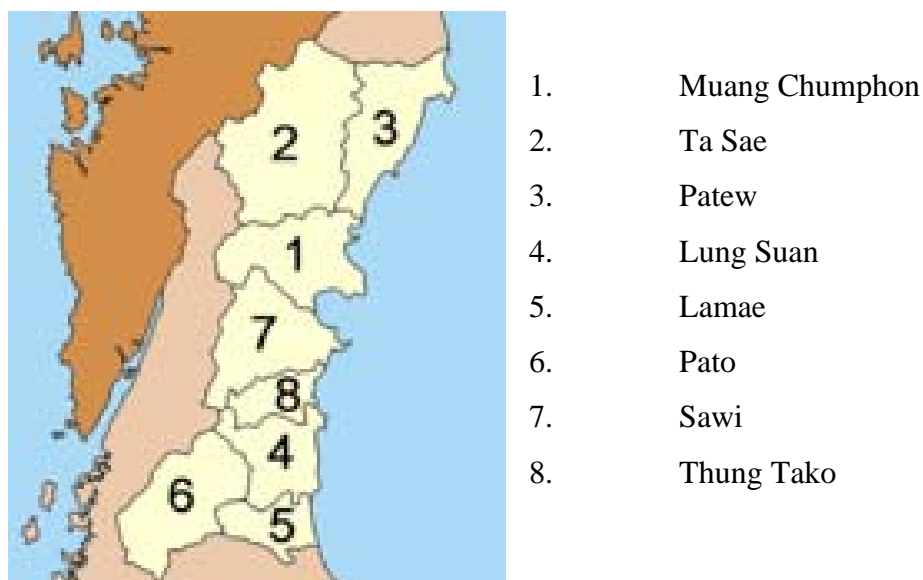 2
3
1
7
8
4
6
5
1. Muang Chumphon
2. Ta Sae
3. Patew
4. Lung Suan
5. Lamae
6. Pato
7. Sawi
8. Thung Tako